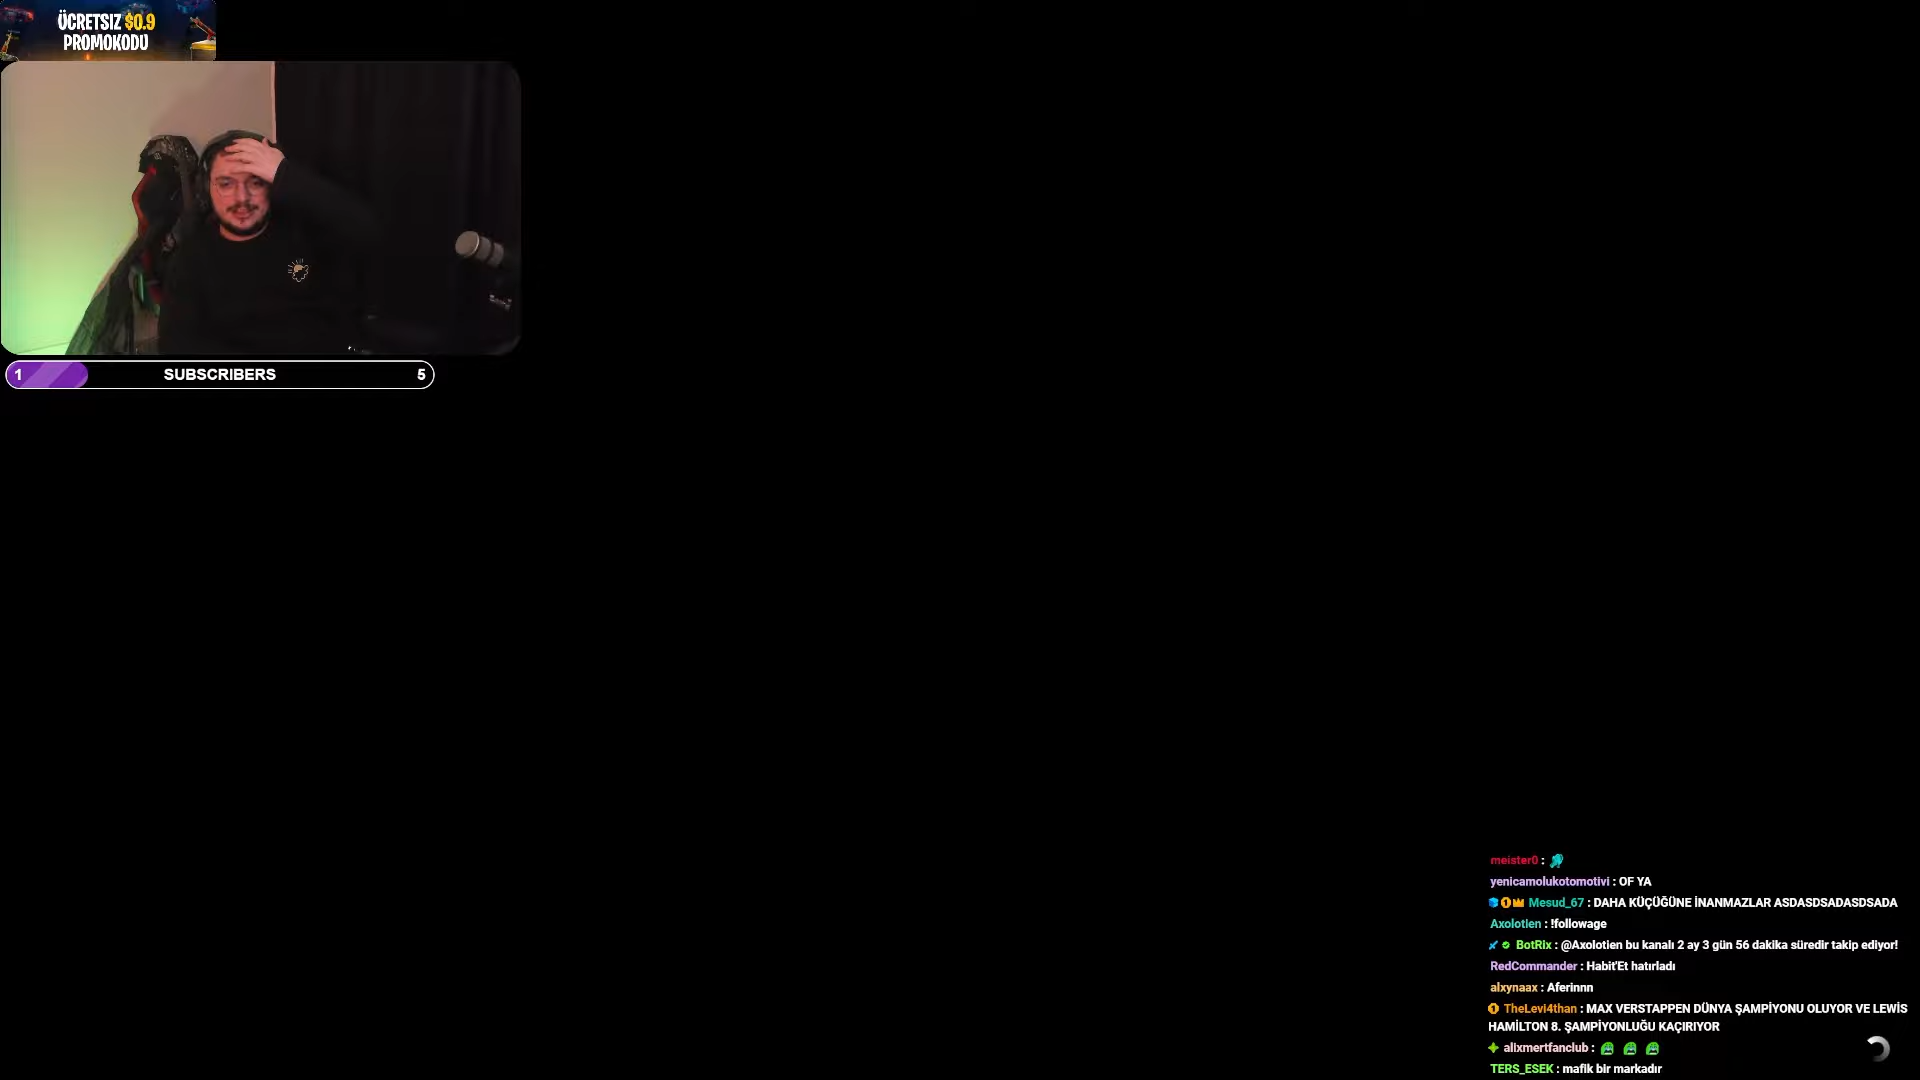 ÜCRETSIZ $0.9
PROMOKODU
1 SUBSCRIBERS 5
meister0 :
yenicamolukotomotivi : OF YA
Mesud_67 : DAHA KÜÇÜĞÜNE İNANMAZLAR ASDASDSADASDSADA
Axolotien : !followage
BotRix : @Axolotien bu kanalı 2 ay 3 gün 56 dakika süredir takip ediyor!
RedCommander : Habit'Et hatırladı
alxynaax : Aferinnn
TheLevi4than : MAX VERSTAPPEN DÜNYA ŞAMPİYONU OLUYOR VE LEWİS
HAMİLTON 8. ŞAMPİYONLUĞU KAÇIRIYOR
alixmertfanclub :
TERS_ESEK : mafik bir markadır